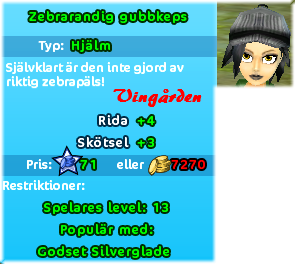 Zebrarandig gubbkeps
Typ: Hjälm
Självklart är den inte gjord av
riktig zebrapäls!
Vingården
Rida +4
Skötsel +3
Pris: 71 eller 7270
Restriktioner:
Spelares level: 13
Populär med:
Godset Silverglade